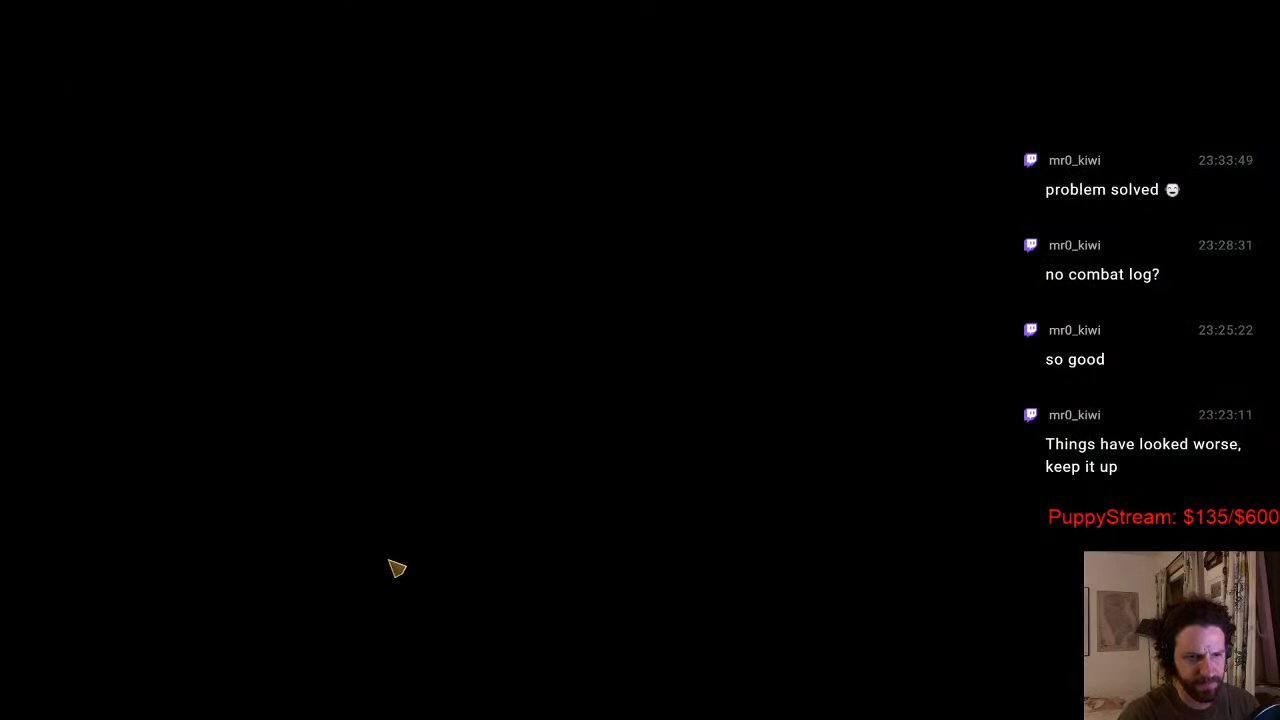 mr0_kiwi 23:33:49
problem solved
mr0_kiwi 23:28:31
no combat log?
mr0_kiwi 23:25:22
so good
mr0_kiwi 23:23:11
Things have looked worse,
keep it up
PuppyStream: $135/$600